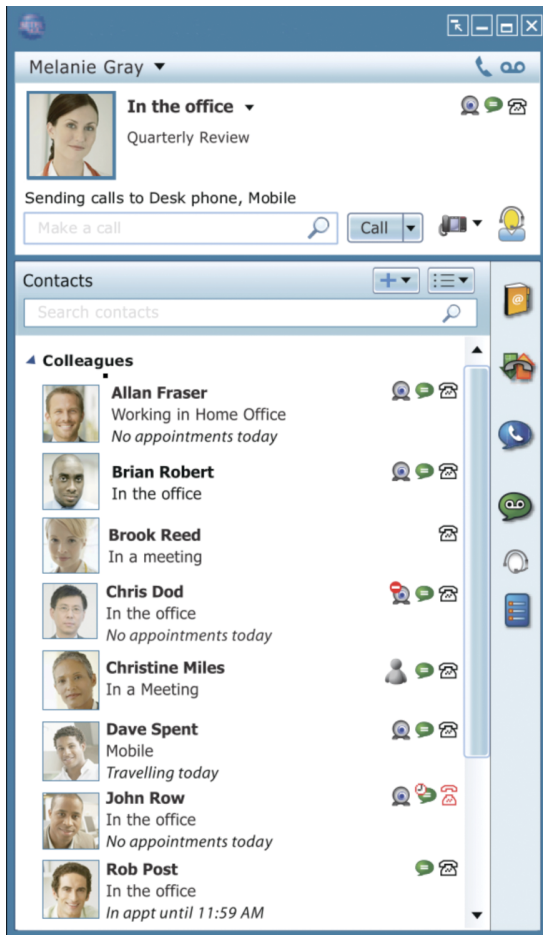 Melanie Gray
In the office
Quarterly Review
Sending calls to Desk phone, Mobile
Make a call
Call
Contacts
Search contacts
Colleagues
Allan Fraser
Working in Home Office
No appointments today
Brian Robert
In the office
Brook Reed
In a meeting
Chris Dod
In the office
No appointments today
Christine Miles
In a Meeting
Dave Spent
Mobile
Travelling today
John Row
In the office
No appointments today
Rob Post
In the office
In appt until 11:59 AM